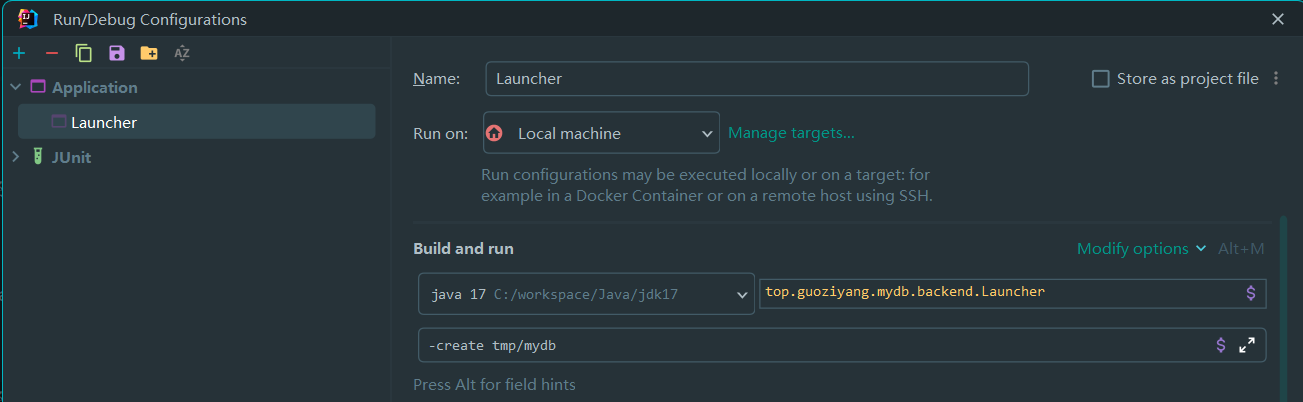 Run/Debug Configurations
Application
Launcher
JUnit
Name: Launcher Store as project file
Run on: Local machine Manage targets...
Run configurations may be executed locally or on a target: for
example in a Docker Container or on a remote host using SSH.
Build and run Modify options Alt+M
java 17 C:/workspace/Java/jdk17 top.guoziyang.mydb.backend.Launcher
-create tmp/mydb
Press Alt for field hints